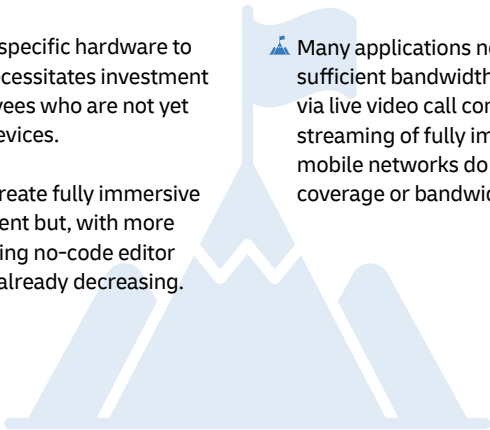 specific hardware to
cessitates investment
yees who are not yet
evices.
reate fully immersive
ent but, with more
ing no-code editor
already decreasing.
Many applications ne
sufficient bandwidth
via live video call con
streaming of fully im
mobile networks do
coverage or bandwid